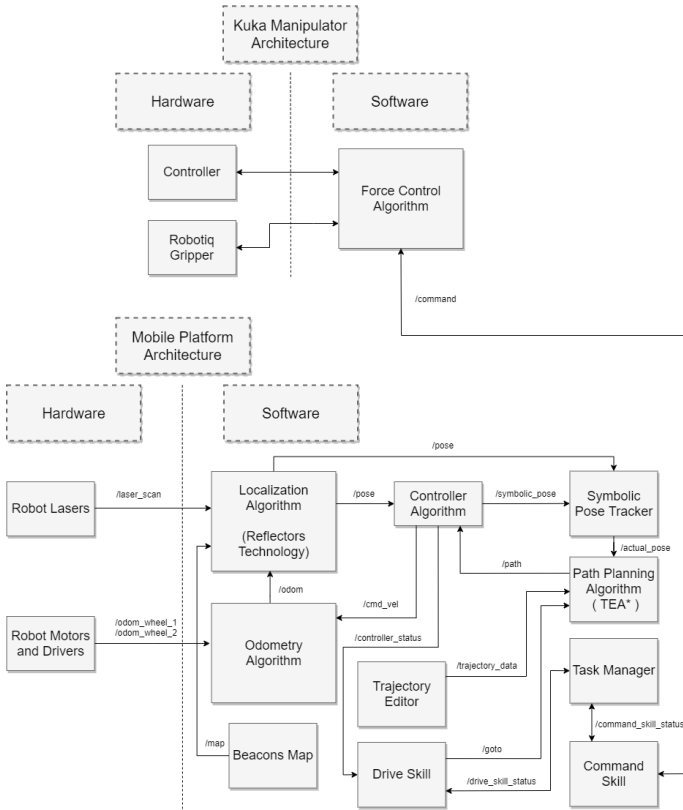 Kuka Manipulator
Architecture
Hardware
Software
Controller
Force Control
Algorithm
Robotiq
Gripper
/command
Mobile Platform
Architecture
Hardware
Software
/pose
Robot Lasers
/laser_scan
Localization
Algorithm
(Reflectors
Technology)
/pose
Controller
Algorithm
/symbolic_pose
Symbolic
Pose Tracker
/actual_pose
/path
Path Planning
Algorithm
( TEA* )
/odom
/cmd_vel
/odom_wheel_1
/odom_wheel_2
Robot Motors
and Drivers
Odometry
Algorithm
/controller_status
/trajectory_data
Trajectory
Editor
Task Manager
/command_skill_status
/map
Beacons Map
/goto
Drive Skill
/drive_skill_status
Command
Skill